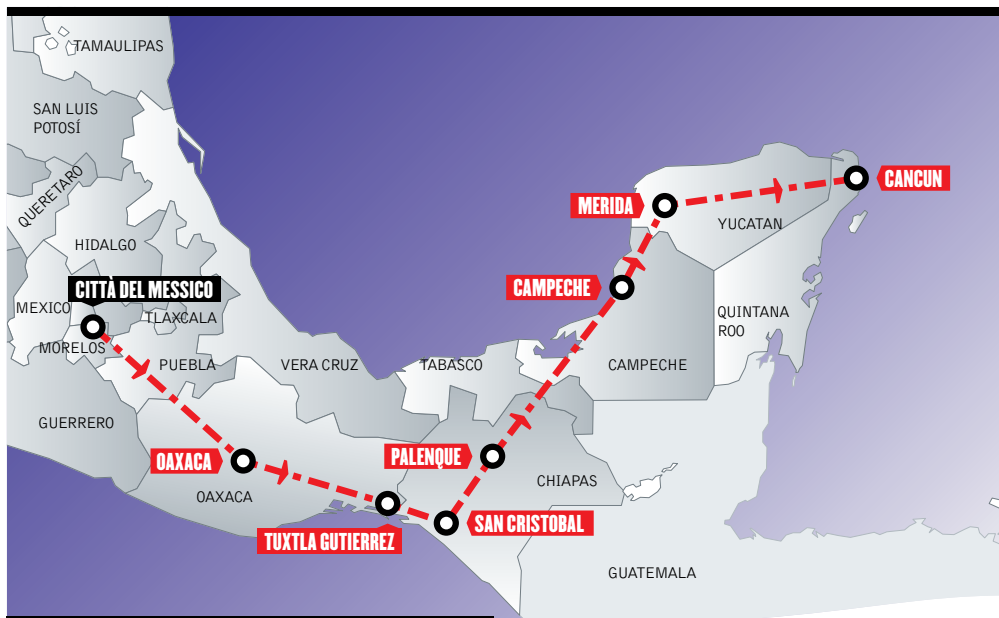 TAMAULIPAS
SAN LUIS
POTOSÍ
QUERETARO
HIDALGO
CITTÀ DEL MESSICO
MEXICO
TLAXCALA
MORELOS
PUEBLA
VERA CRUZ
TABASCO
GUERRERO
OAXACA
OAXACA
TUXTLA GUTIERREZ
SAN CRISTOBAL
PALENQUE
CHIAPAS
GUATEMALA
CAMPECHE
CAMPECHE
MERIDA
YUCATAN
CANCUN
QUINTANA
ROO